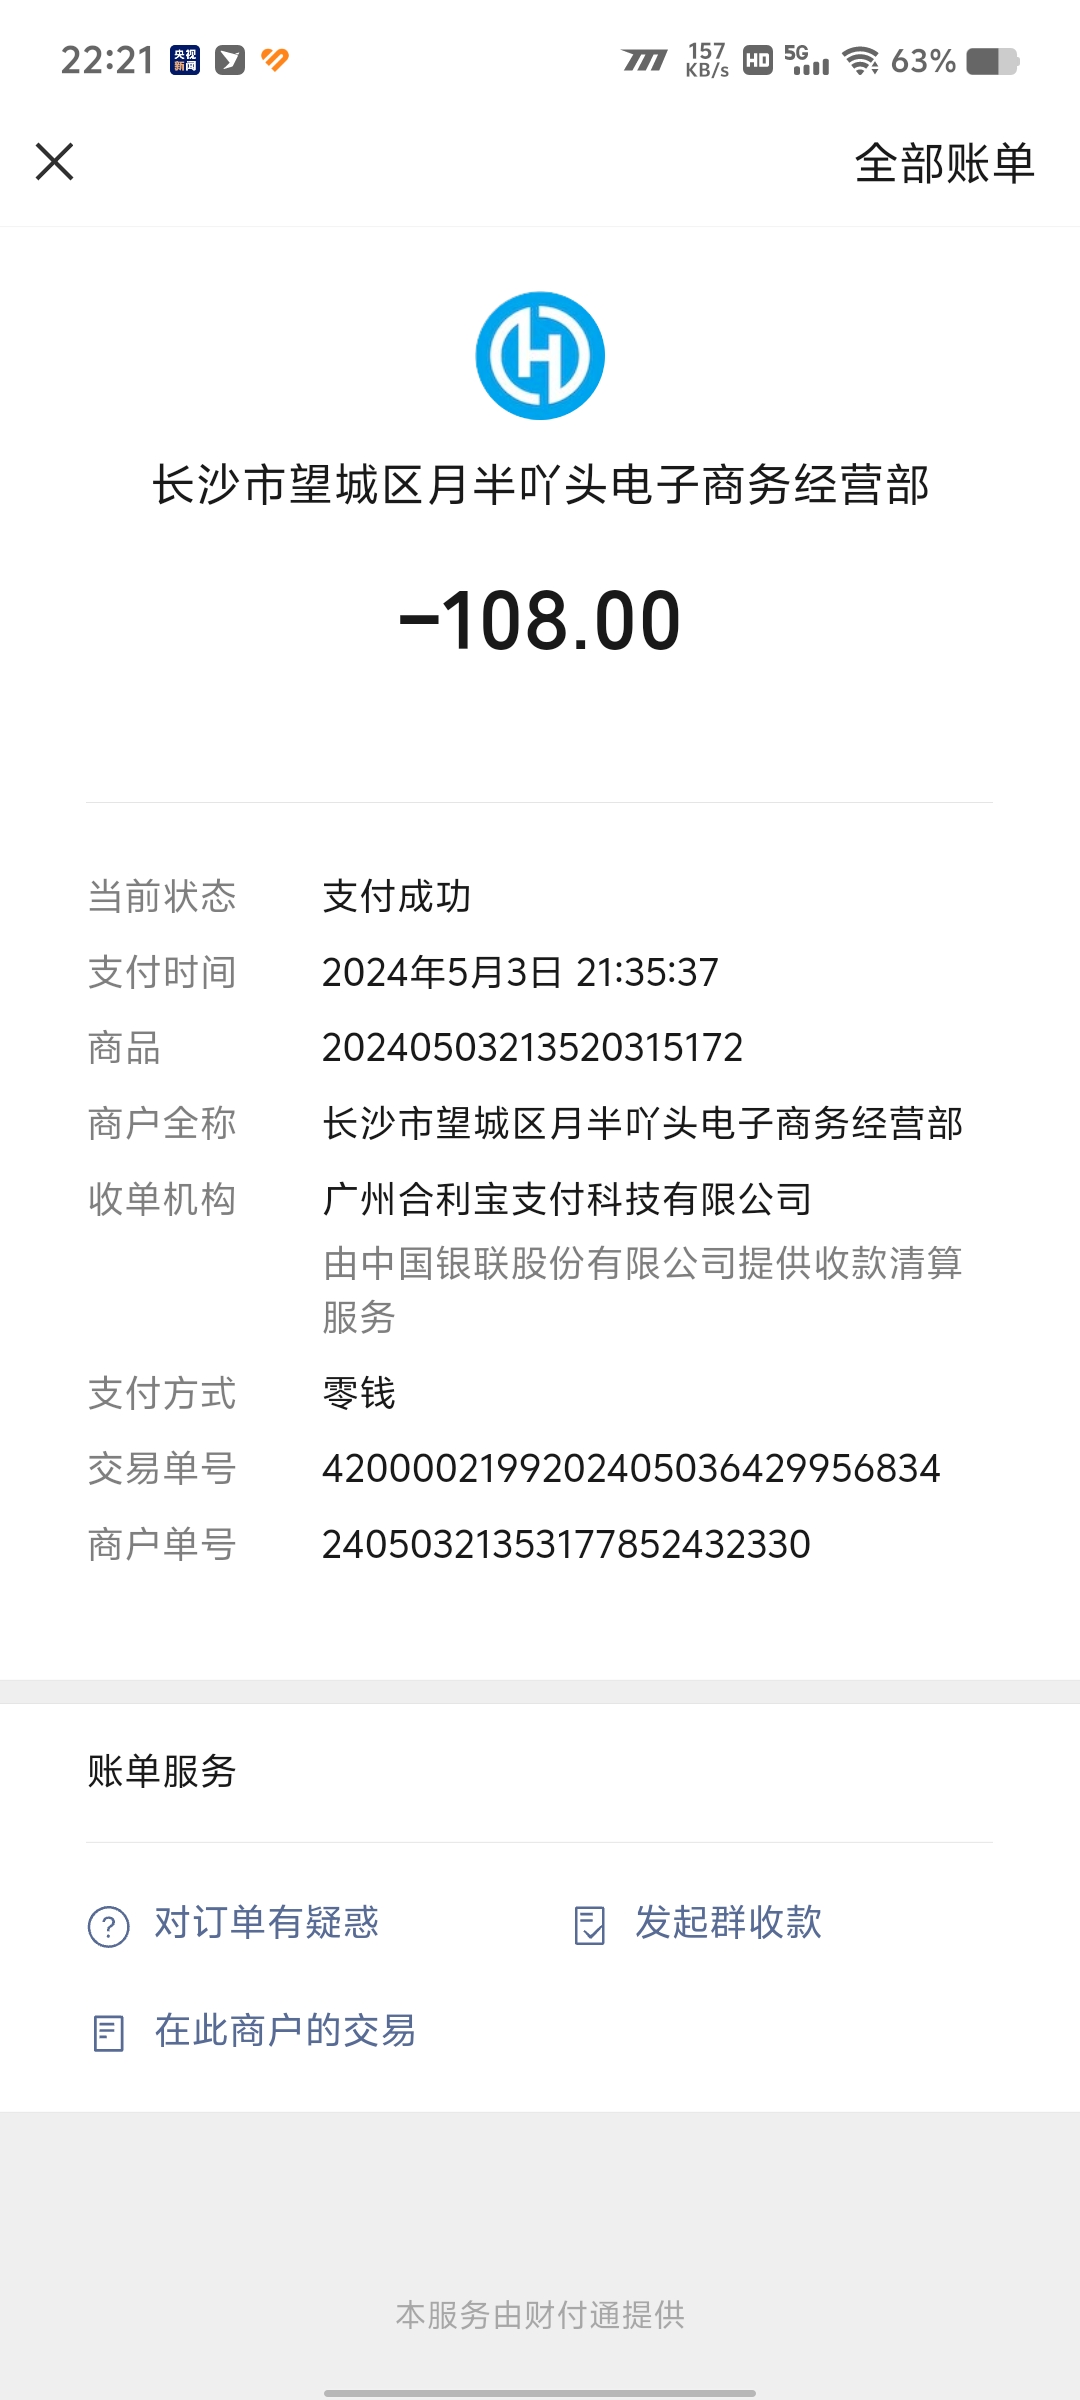 22:21 央视新闻 157 KB/s HD 5G 63%
全部账单
长沙市望城区月半吖头电子商务经营部
-108.00
当前状态 支付成功
支付时间 2024年5月3日 21:35:37
商品 20240503213520315172
商户全称 长沙市望城区月半吖头电子商务经营部
收单机构 广州合利宝支付科技有限公司
由中国银联股份有限公司提供收款清算
服务
支付方式 零钱
交易单号 4200002199202405036429956834
商户单号 24050321353177852432330
账单服务
对订单有疑惑 发起群收款
在此商户的交易
本服务由财付通提供